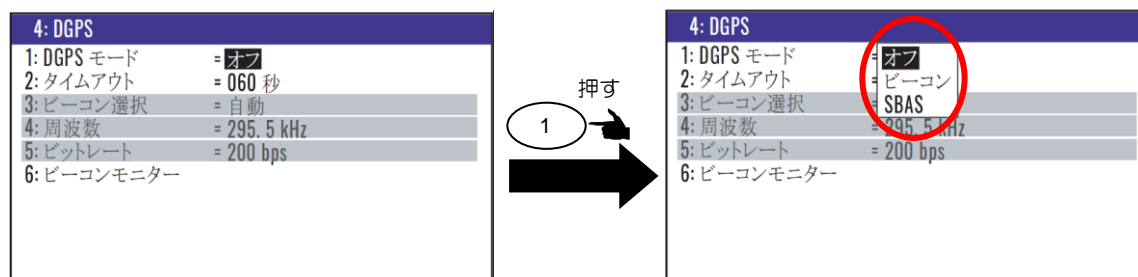 4: DGPS
1: DGPS モード = オフ
2: タイムアウト = 060 秒
3: ビーコン選択 = 自動
4: 周波数 = 295. 5 kHz
5: ビットレート = 200 bps
6: ビーコンモニター
押す
1
4: DGPS
1: DGPS モード = オフ
2: タイムアウト = ビーコン
3: ビーコン選択 = SBAS
4: 周波数 = 295. 5 kHz
5: ビットレート = 200 bps
6: ビーコンモニター